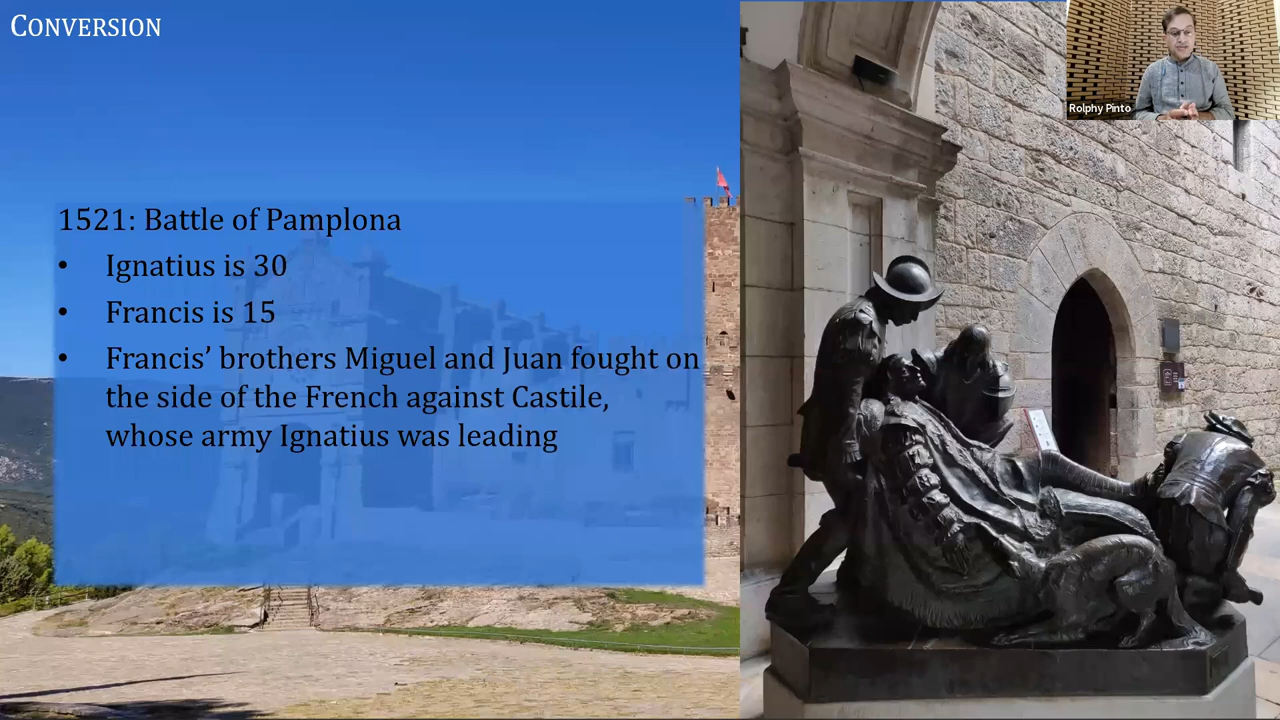 CONVERSION
Rolphy Pinto
1521: Battle of Pamplona
• Ignatius is 30
• Francis is 15
• Francis’ brothers Miguel and Juan fought on
the side of the French against Castile,
whose army Ignatius was leading